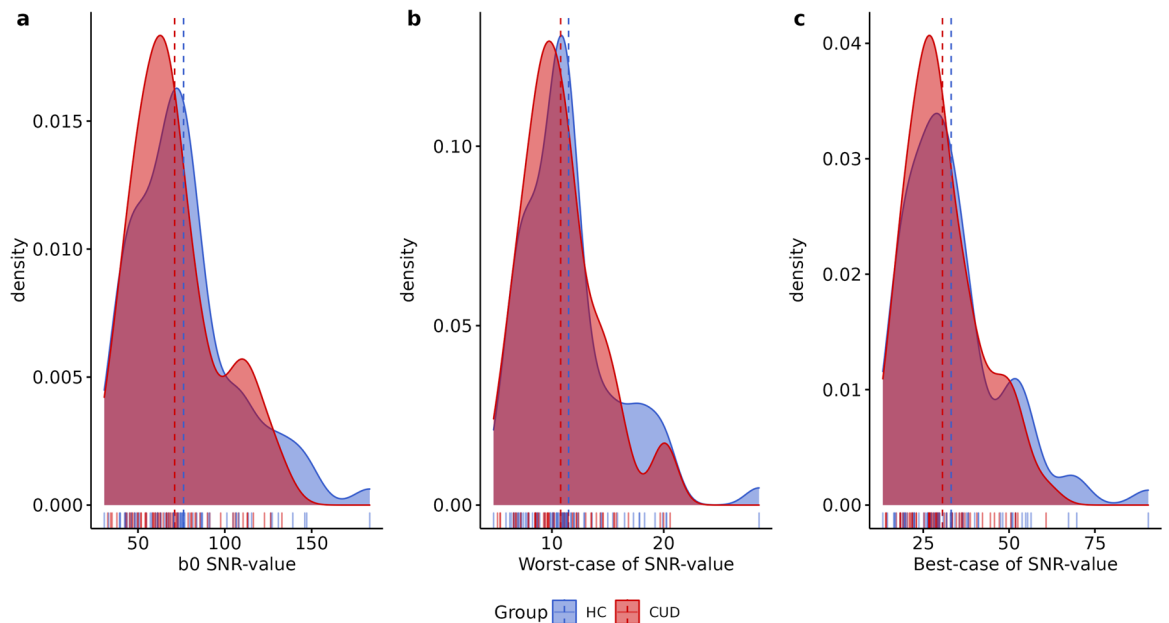 a
b
c
density
0.015
0.010
0.005
0.000
50
100
150
b0 SNR-value
density
0.10
0.05
0.00
10
20
Worst-case of SNR-value
density
0.04
0.03
0.02
0.01
0.00
25
50
75
Best-case of SNR-value
Group HC CUD